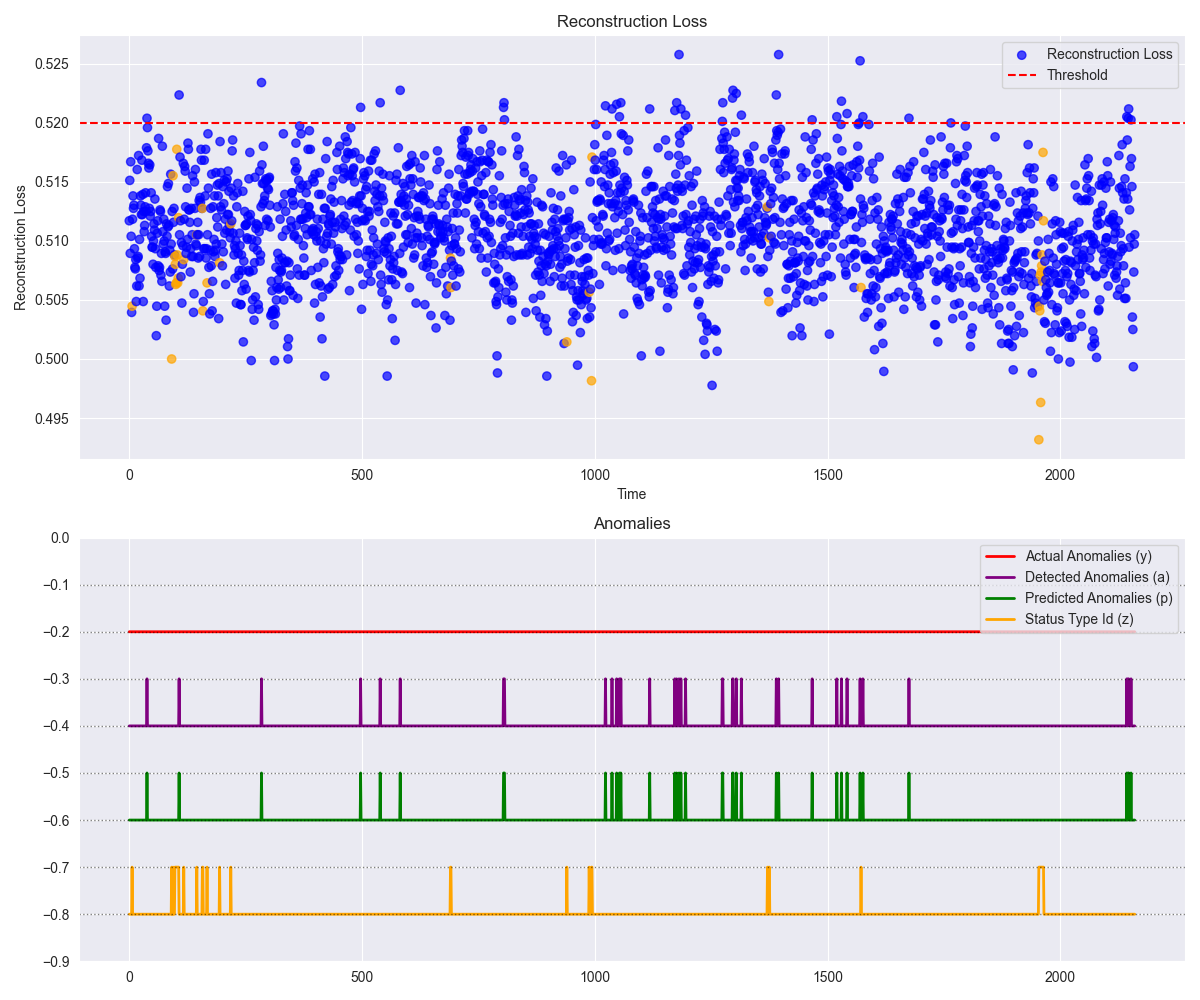 Reconstruction Loss
Reconstruction Loss
Threshold
0.525
0.520
0.515
0.510
0.505
0.500
0.495
Reconstruction Loss
0 500 1000 1500 2000
Time
Anomalies
Actual Anomalies (y)
Detected Anomalies (a)
Predicted Anomalies (p)
Status Type Id (z)
0.0
−0.1
−0.2
−0.3
−0.4
−0.5
−0.6
−0.7
−0.8
−0.9
0 500 1000 1500 2000